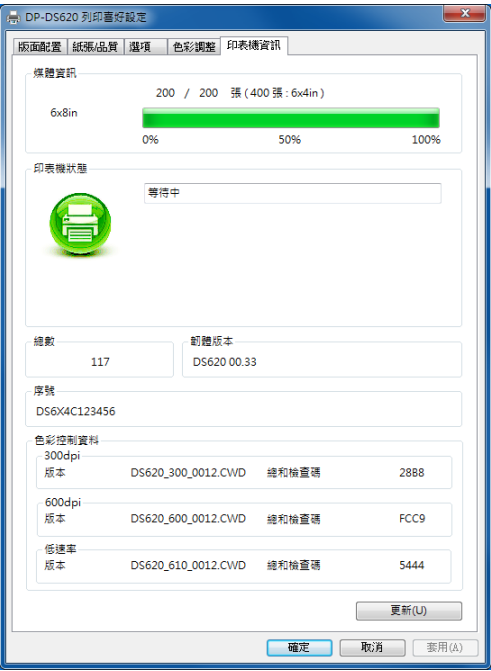 DP-DS620 列印喜好設定
版面配置 紙張/品質 選項 色彩調整 印表機資訊
媒體資訊
200 / 200 張 ( 400 張 : 6x4in )
6x8in
0% 50% 100%
印表機狀態
等待中
總數 韌體版本
117 DS620 00.33
序號
DS6X4C123456
色彩控制資料
300dpi
版本 DS620_300_0012.CWD 總和檢查碼 28B8
600dpi
版本 DS620_600_0012.CWD 總和檢查碼 FCC9
低速率
版本 DS620_610_0012.CWD 總和檢查碼 5444
更新(U)
確定 取消 套用(A)